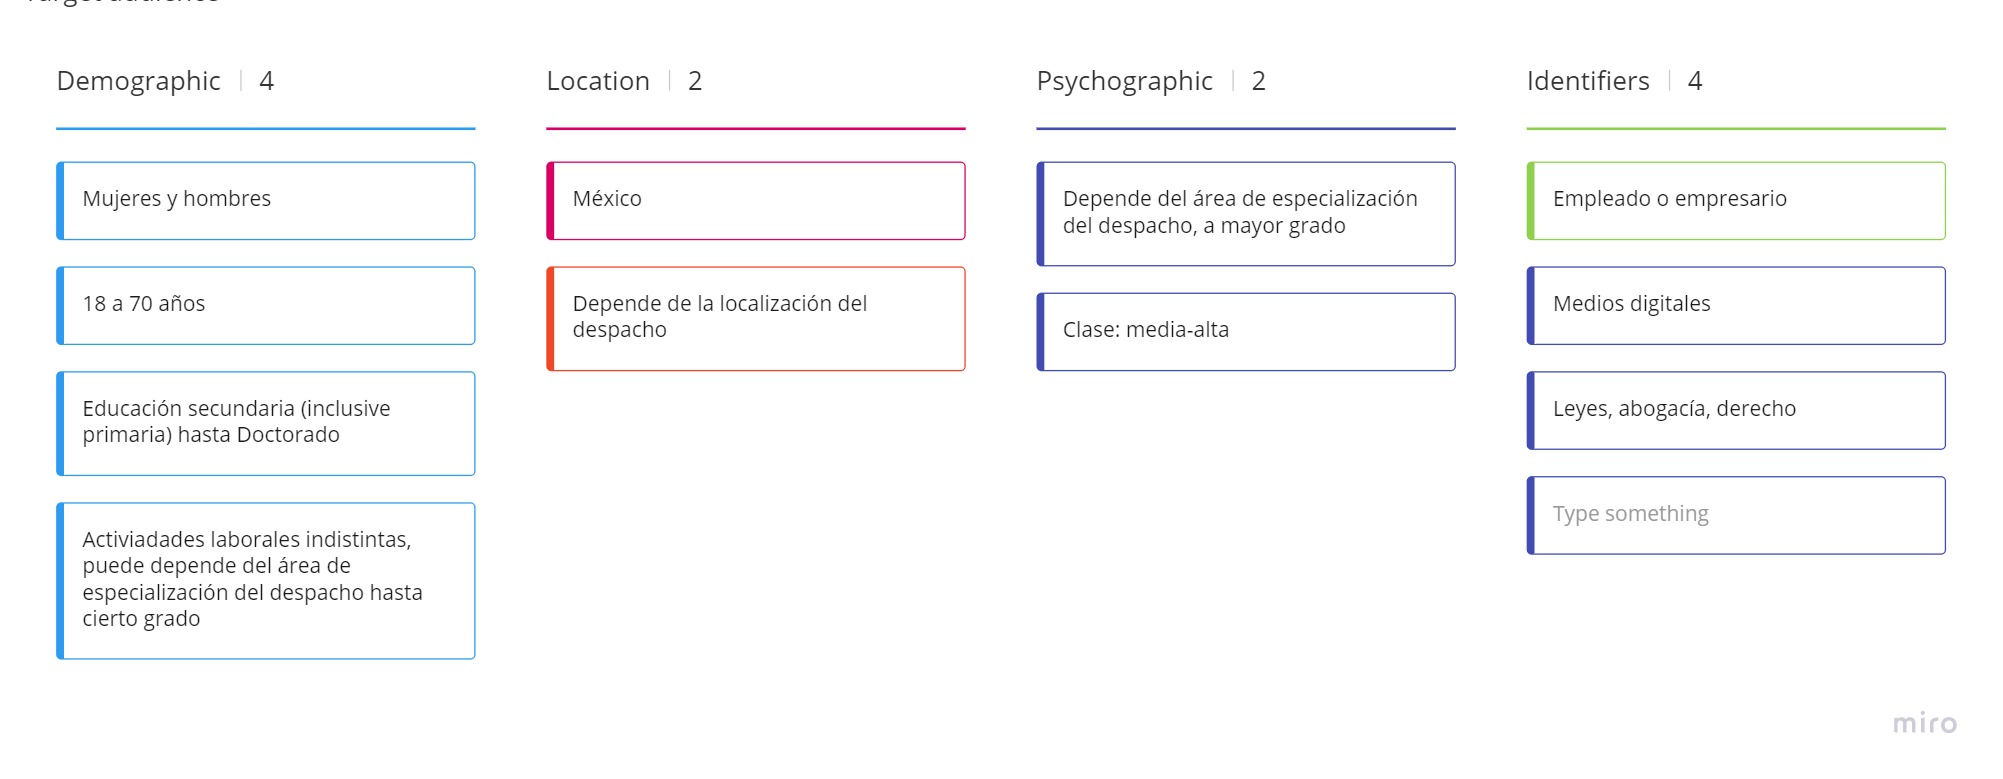 Target audience
Demographic | 4
Mujeres y hombres
18 a 70 años
Educación secundaria (inclusive
primaria) hasta Doctorado
Activiadades laborales indistintas,
puede depende del área de
especialización del despacho hasta
cierto grado
Location | 2
México
Depende de la localización del
despacho
Psychographic | 2
Depende del área de especialización
del despacho, a mayor grado
Clase: media-alta
Identifiers | 4
Empleado o empresario
Medios digitales
Leyes, abogacía, derecho
Type something
miro